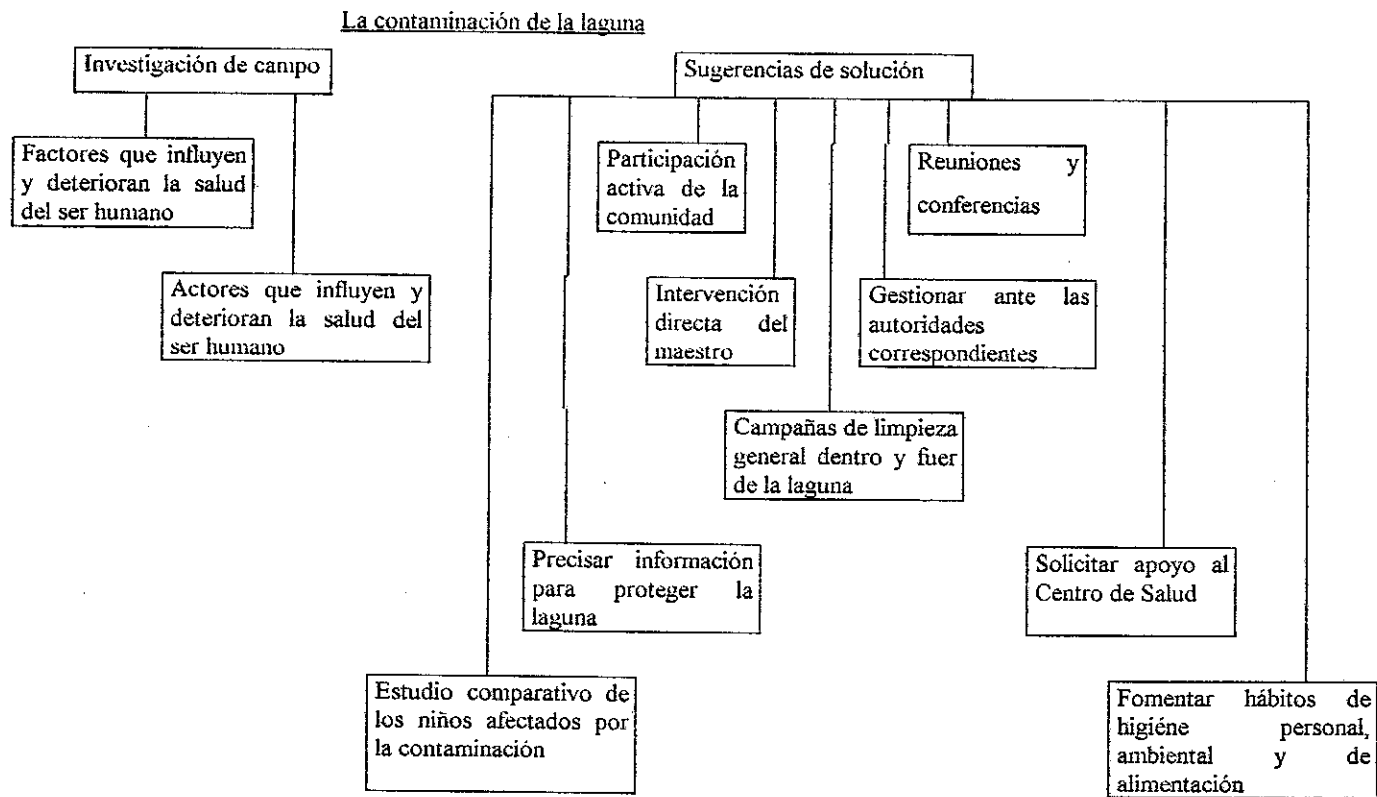 La contaminación de la laguna
Investigación de campo
Sugerencias de solución
Factores que influyen
y deterioran la salud
del ser humano
Actores que influyen y
deterioran la salud del
ser humano
Participación
activa de la
comunidad
Reuniones y
conferencias
Intervención
directa del
maestro
Gestionar ante las
autoridades
correspondientes
Campañas de limpieza
general dentro y fuer
de la laguna
Precisar información
para proteger la
laguna
Solicitar apoyo al
Centro de Salud
Estudio comparativo de
los niños afectados por
la contaminación
Fomentar hábitos de
higiéne personal,
ambiental y de
alimentación